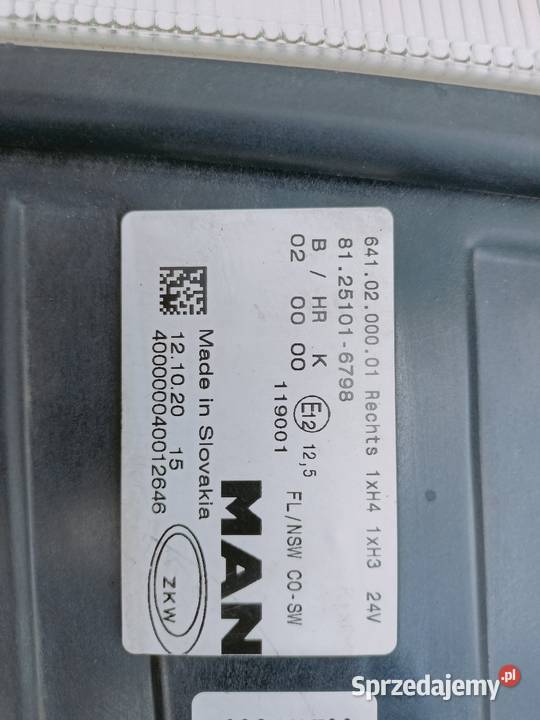 641.02.000.01 Rechts 1xH4 1xH3 24V
81.25101-6798
B / HR K E12 12,5 FL/NSW CO-SW
02 00 00 119001
MAN
Made in Slovakia
12.10.20 15
40000040012646
ZKW
Sprzedajemy.pl